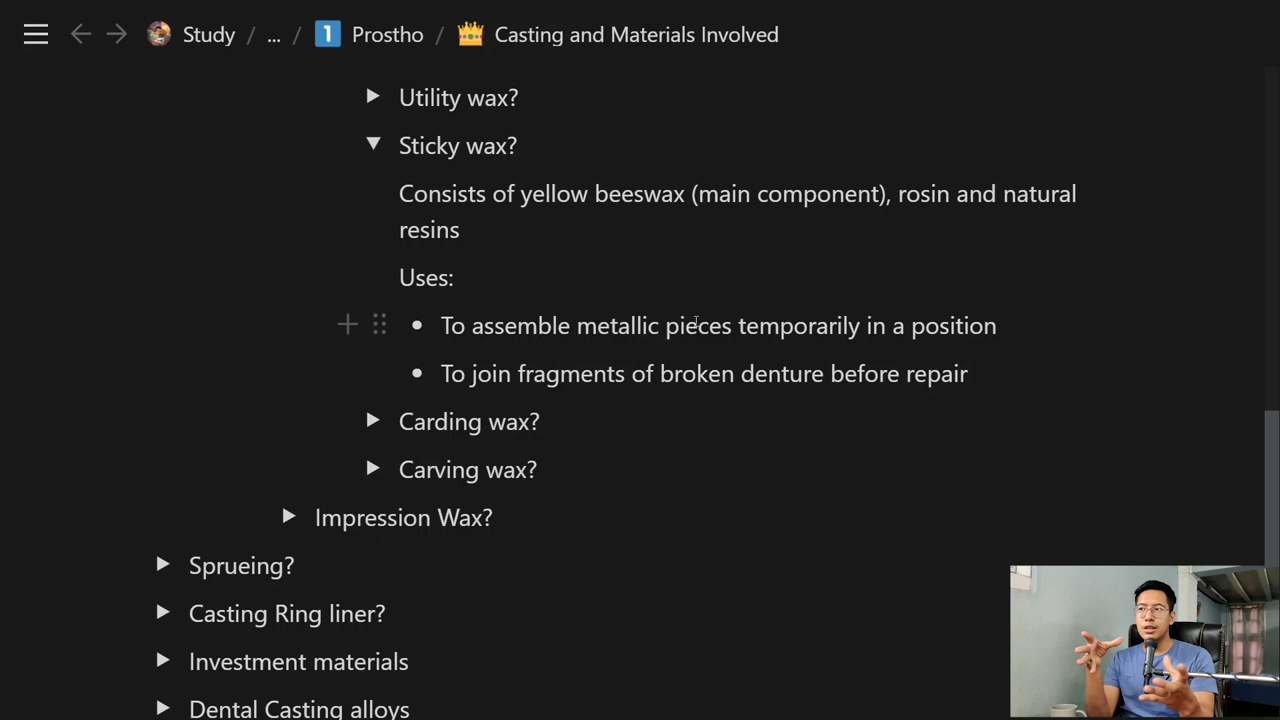 Study / ... / 1 Prostho / Casting and Materials Involved
Utility wax?
Sticky wax?
Consists of yellow beeswax (main component), rosin and natural
resins
Uses:
To assemble metallic pieces temporarily in a position
To join fragments of broken denture before repair
Carding wax?
Carving wax?
Impression Wax?
Sprueing?
Casting Ring liner?
Investment materials
Dental Casting alloys